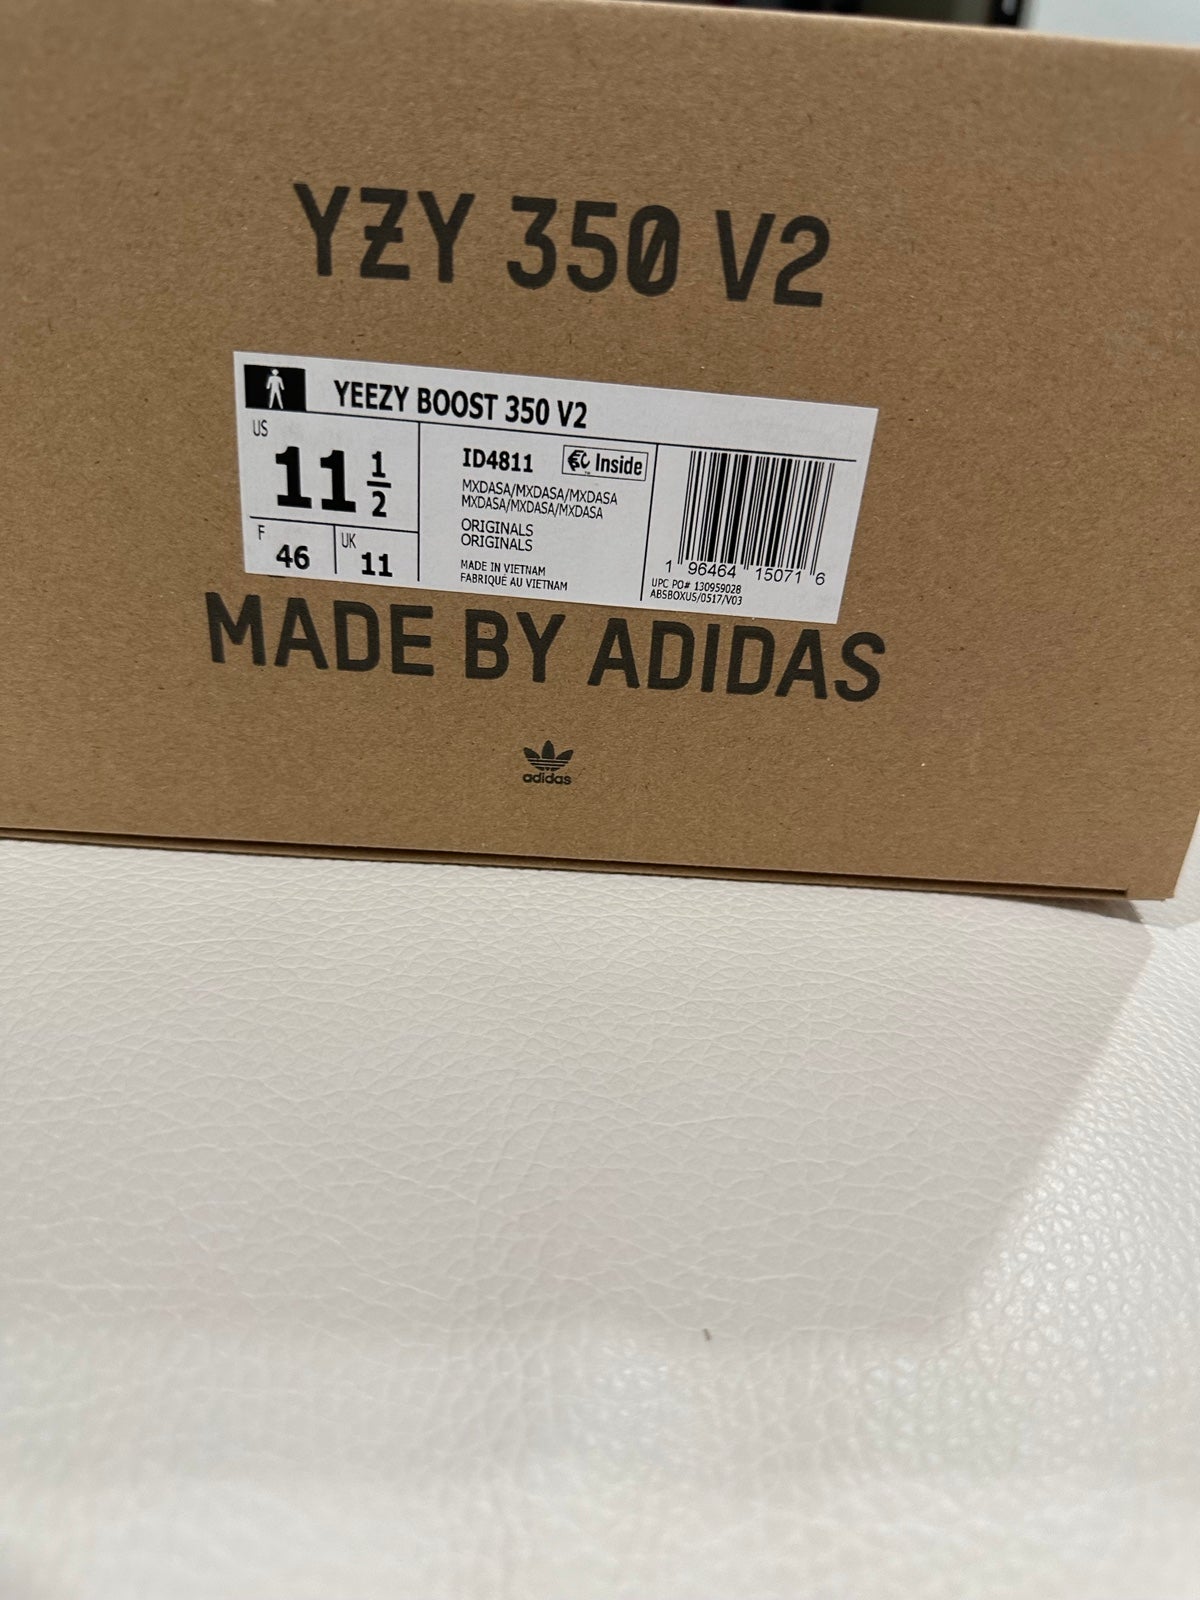 YZY 350 V2
YEEZY BOOST 350 V2
US
11 1/2
F
46
UK
11
ID4811
Inside
MXDASA/MXDASA/MXDASA
MXDASA/MXDASA/MXDASA
ORIGINALS
ORIGINALS
MADE IN VIETNAM
FABRIQUÉ AU VIETNAM
1 96464 15071 6
UPC PO# 130959028
ABSBOXUS/0517/V03
MADE BY ADIDAS
adidas